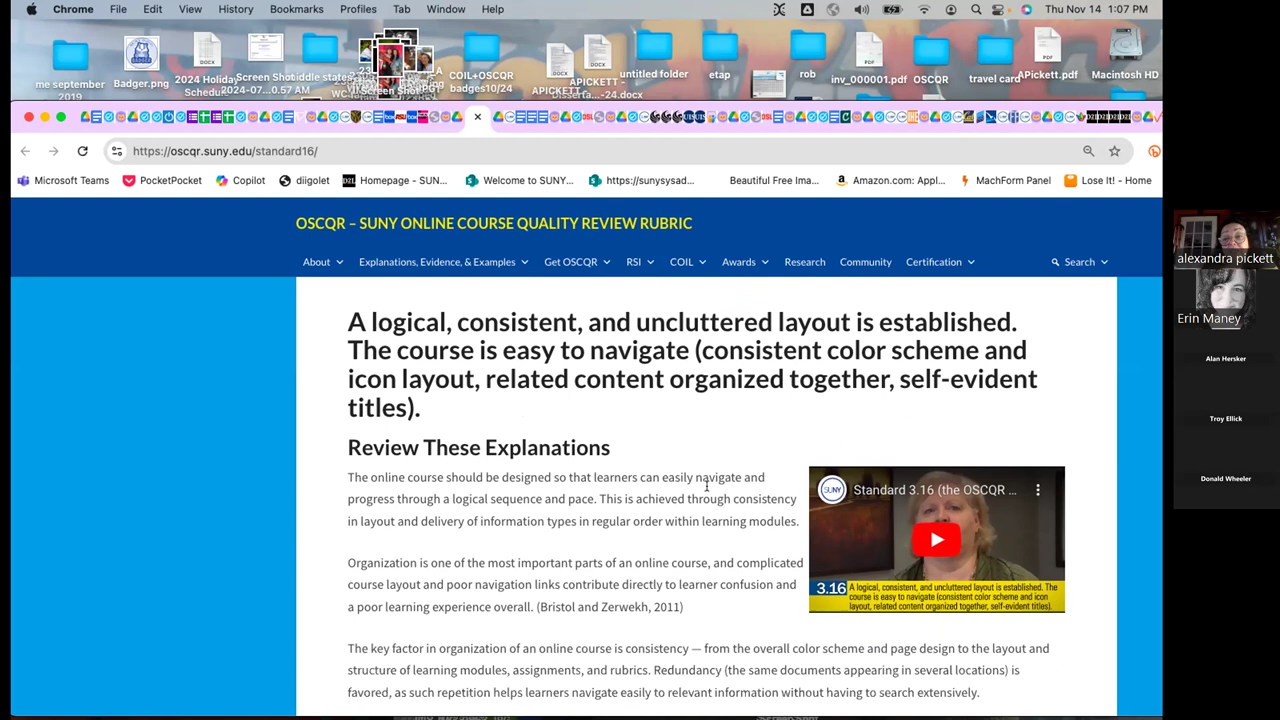 Chrome File Edit View History Bookmarks Profiles Tab Window Help Thu Nov 14 1:07 PM
me september 2019
Badger.png
2024 Holiday
Screen Shot
2024-07...0.57 AM
COIL+OSCQR badges10/24
APICKETT
untitled folder
etap
rob
inv_000001.pdf
OSCQR
travel card
APickett.pdf
Macintosh HD
https://oscqr.suny.edu/standard16/
Microsoft Teams PocketPocket Copilot diigolet Homepage - SUN... Welcome to SUNY... https://sunysysad... Beautiful Free Ima... Amazon.com: Appl... MachForm Panel Lose It! - Home
OSCQR – SUNY ONLINE COURSE QUALITY REVIEW RUBRIC
About Explanations, Evidence, & Examples Get OSCQR RSI COIL Awards Research Community Certification Search
A logical, consistent, and uncluttered layout is established.
The course is easy to navigate (consistent color scheme and
icon layout, related content organized together, self-evident
titles).
Review These Explanations
The online course should be designed so that learners can easily navigate and
progress through a logical sequence and pace. This is achieved through consistency
in layout and delivery of information types in regular order within learning modules.
Organization is one of the most important parts of an online course, and complicated
course layout and poor navigation links contribute directly to learner confusion and
a poor learning experience overall. (Bristol and Zerwekh, 2011)
SUNY Standard 3.16 (the OSCQR ...
3.16 A logical, consistent, and uncluttered layout is established. The
course is easy to navigate (consistent color scheme and icon
layout, related content organized together, self-evident titles).
The key factor in organization of an online course is consistency — from the overall color scheme and page design to the layout and
structure of learning modules, assignments, and rubrics. Redundancy (the same documents appearing in several locations) is
favored, as such repetition helps learners navigate easily to relevant information without having to search extensively.
alexandra pickett
Erin Maney
Alan Hersker
Troy Ellick
Donald Wheeler